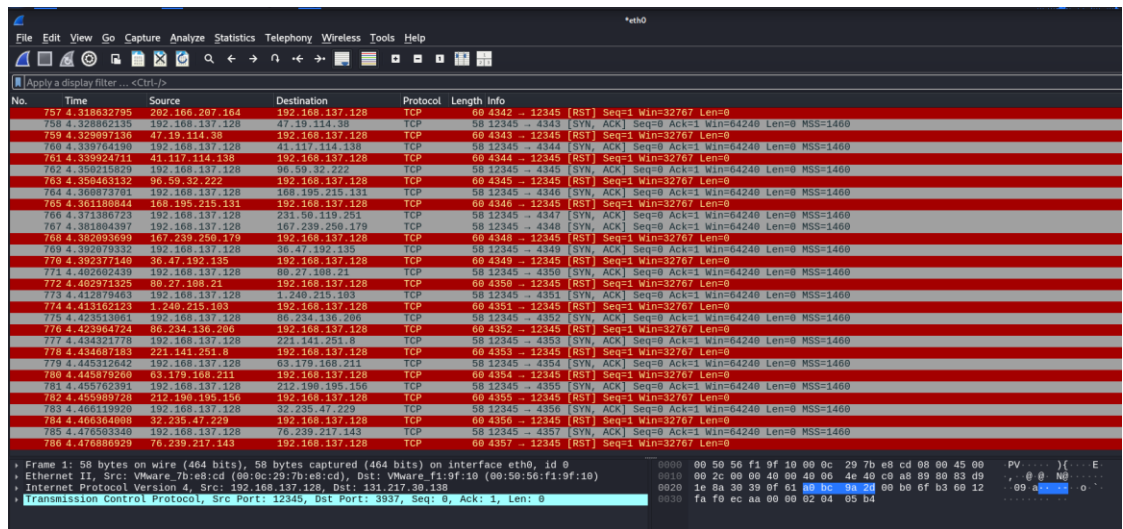 *eth0
File Edit View Go Capture Analyze Statistics Telephony Wireless Tools Help
Apply a display filter ... <Ctrl-/>
No. Time Source Destination Protocol Length Info
757 4.318632795 202.166.207.164 192.168.137.128 TCP 60 4342 → 12345 [RST] Seq=1 Win=32767 Len=0
758 4.328862135 192.168.137.128 47.19.114.38 TCP 58 12345 → 4343 [SYN, ACK] Seq=0 Ack=1 Win=64240 Len=0 MSS=1460
759 4.329097136 47.19.114.38 192.168.137.128 TCP 60 4343 → 12345 [RST] Seq=1 Win=32767 Len=0
760 4.339764190 192.168.137.128 41.117.114.138 TCP 58 12345 → 4344 [SYN, ACK] Seq=0 Ack=1 Win=64240 Len=0 MSS=1460
761 4.339924711 41.117.114.138 192.168.137.128 TCP 60 4344 → 12345 [RST] Seq=1 Win=32767 Len=0
762 4.350215829 192.168.137.128 96.59.32.222 TCP 58 12345 → 4345 [SYN, ACK] Seq=0 Ack=1 Win=64240 Len=0 MSS=1460
763 4.350463132 96.59.32.222 192.168.137.128 TCP 60 4345 → 12345 [RST] Seq=1 Win=32767 Len=0
764 4.360873701 192.168.137.128 168.195.215.131 TCP 58 12345 → 4346 [SYN, ACK] Seq=0 Ack=1 Win=64240 Len=0 MSS=1460
765 4.361180844 168.195.215.131 192.168.137.128 TCP 60 4346 → 12345 [RST] Seq=1 Win=32767 Len=0
766 4.371386723 192.168.137.128 231.50.119.251 TCP 58 12345 → 4347 [SYN, ACK] Seq=0 Ack=1 Win=64240 Len=0 MSS=1460
767 4.381804397 192.168.137.128 167.239.250.179 TCP 58 12345 → 4348 [SYN, ACK] Seq=0 Ack=1 Win=64240 Len=0 MSS=1460
768 4.382093699 167.239.250.179 192.168.137.128 TCP 60 4348 → 12345 [RST] Seq=1 Win=32767 Len=0
769 4.392079332 192.168.137.128 36.47.192.135 TCP 58 12345 → 4349 [SYN, ACK] Seq=0 Ack=1 Win=64240 Len=0 MSS=1460
770 4.392377140 36.47.192.135 192.168.137.128 TCP 60 4349 → 12345 [RST] Seq=1 Win=32767 Len=0
771 4.402602439 192.168.137.128 80.27.108.21 TCP 58 12345 → 4350 [SYN, ACK] Seq=0 Ack=1 Win=64240 Len=0 MSS=1460
772 4.402971325 80.27.108.21 192.168.137.128 TCP 60 4350 → 12345 [RST] Seq=1 Win=32767 Len=0
773 4.412879463 192.168.137.128 1.240.215.103 TCP 58 12345 → 4351 [SYN, ACK] Seq=0 Ack=1 Win=64240 Len=0 MSS=1460
774 4.413162123 1.240.215.103 192.168.137.128 TCP 60 4351 → 12345 [RST] Seq=1 Win=32767 Len=0
775 4.423513061 192.168.137.128 86.234.136.206 TCP 58 12345 → 4352 [SYN, ACK] Seq=0 Ack=1 Win=64240 Len=0 MSS=1460
776 4.423964724 86.234.136.206 192.168.137.128 TCP 60 4352 → 12345 [RST] Seq=1 Win=32767 Len=0
777 4.434321778 192.168.137.128 221.141.251.8 TCP 58 12345 → 4353 [SYN, ACK] Seq=0 Ack=1 Win=64240 Len=0 MSS=1460
778 4.434687183 221.141.251.8 192.168.137.128 TCP 60 4353 → 12345 [RST] Seq=1 Win=32767 Len=0
779 4.445312642 192.168.137.128 63.179.168.211 TCP 58 12345 → 4354 [SYN, ACK] Seq=0 Ack=1 Win=64240 Len=0 MSS=1460
780 4.445879260 63.179.168.211 192.168.137.128 TCP 60 4354 → 12345 [RST] Seq=1 Win=32767 Len=0
781 4.455762391 192.168.137.128 212.190.195.156 TCP 58 12345 → 4355 [SYN, ACK] Seq=0 Ack=1 Win=64240 Len=0 MSS=1460
782 4.455989728 212.190.195.156 192.168.137.128 TCP 60 4355 → 12345 [RST] Seq=1 Win=32767 Len=0
783 4.466119920 192.168.137.128 32.235.47.229 TCP 58 12345 → 4356 [SYN, ACK] Seq=0 Ack=1 Win=64240 Len=0 MSS=1460
784 4.466364008 32.235.47.229 192.168.137.128 TCP 60 4356 → 12345 [RST] Seq=1 Win=32767 Len=0
785 4.476503340 192.168.137.128 76.239.217.143 TCP 58 12345 → 4357 [SYN, ACK] Seq=0 Ack=1 Win=64240 Len=0 MSS=1460
786 4.476886929 76.239.217.143 192.168.137.128 TCP 60 4357 → 12345 [RST] Seq=1 Win=32767 Len=0
Frame 1: 58 bytes on wire (464 bits), 58 bytes captured (464 bits) on interface eth0, id 0
Ethernet II, Src: VMware_7b:e8:cd (00:0c:29:7b:e8:cd), Dst: VMware_f1:9f:10 (00:50:56:f1:9f:10)
Internet Protocol Version 4, Src: 192.168.137.128, Dst: 131.217.30.138
Transmission Control Protocol, Src Port: 12345, Dst Port: 3937, Seq: 0, Ack: 1, Len: 0
0000 00 50 56 f1 9f 10 00 0c 29 7b e8 cd 08 00 45 00 ·PV····· ){····E·
0010 00 2c 00 00 40 00 40 06 4e 40 c0 a8 89 80 83 d9 ·,··@·@· N@······
0020 1e 8a 30 39 0f 61 a0 bc 9a 2d 00 b6 6f b3 60 12 ··09·a·· ·-··o·`·
0030 fa f0 ec aa 00 00 02 04 05 b4